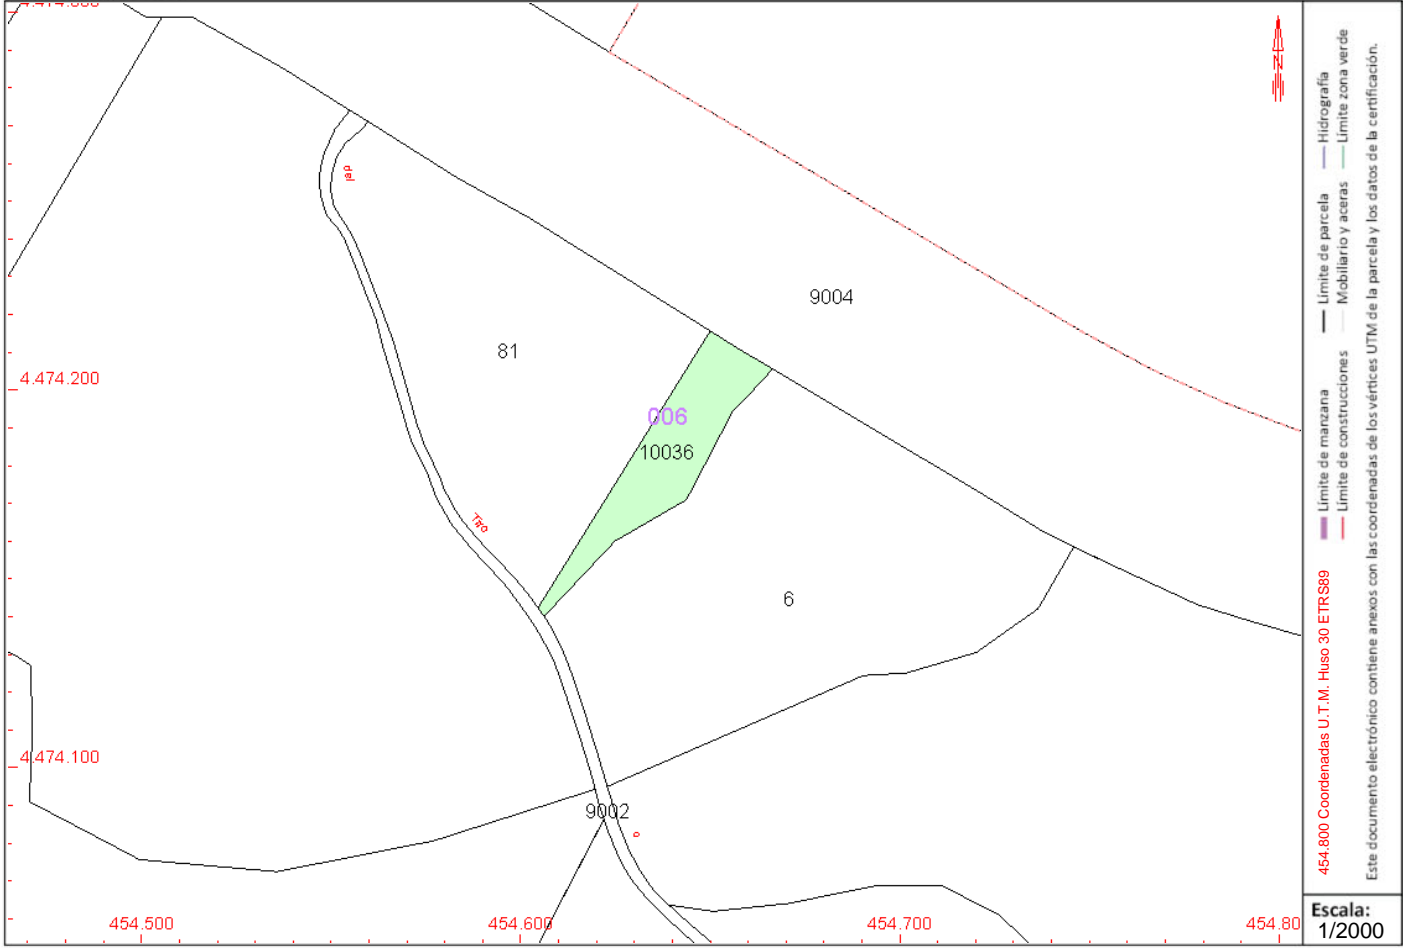 N
9004
81
4.474.200
006
10036
6
4.474.100
9002
454.500
454.600
454.700
454.80
Límite de manzana
Límite de parcela
Hidrografía
Límite de construcciones
Mobiliario y aceras
Límite zona verde
454.800 Coordenadas U.T.M. Huso 30 ETRS89
Este documento electrónico contiene anexos con las coordenadas de los vértices UTM de la parcela y los datos de la certificación.
Escala:
1/2000